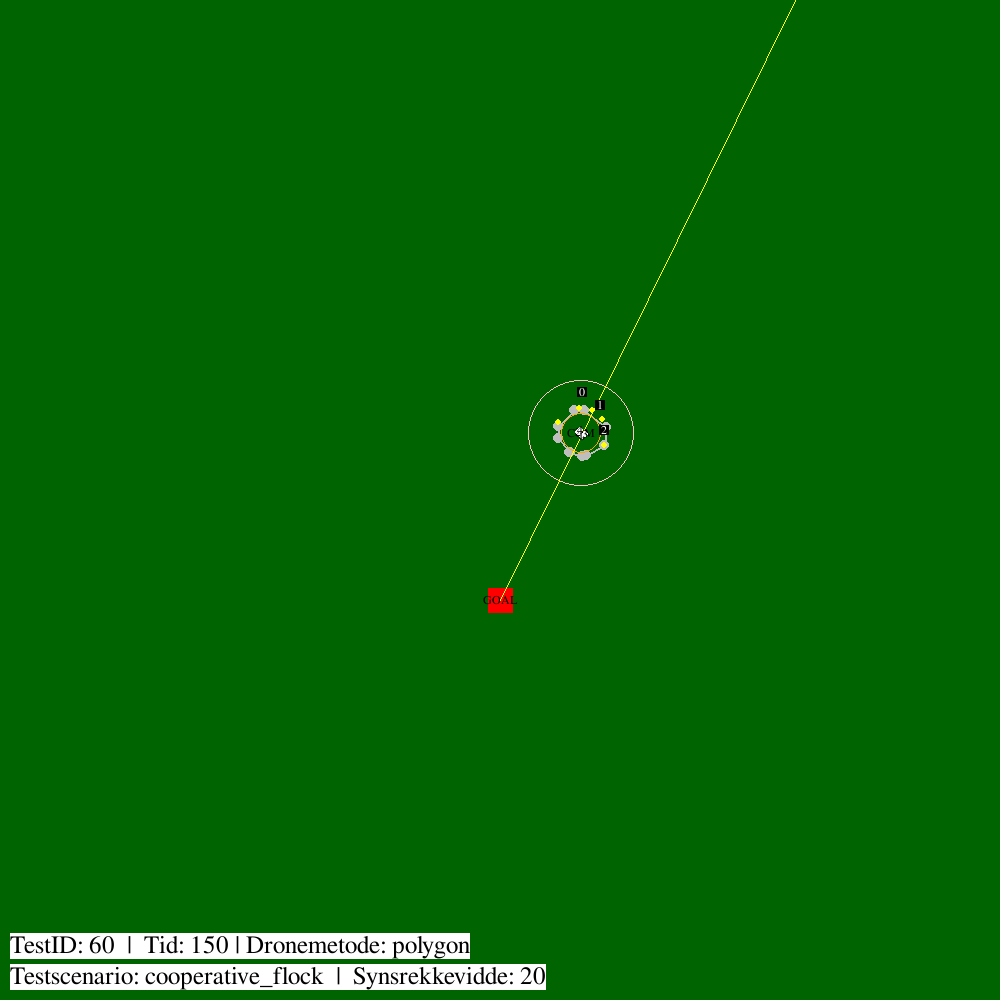 0
1
2
GOAL
TestID: 60 | Tid: 150 | Dronemetode: polygon
Testscenario: cooperative_flock | Synsrekkevidde: 20